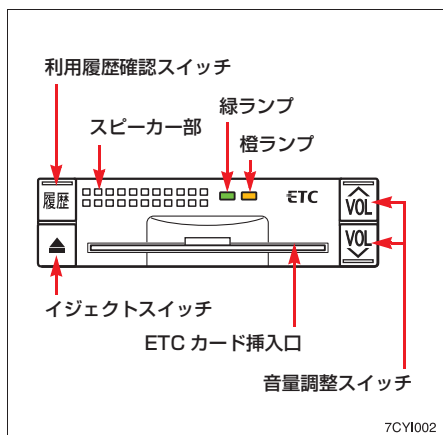 利用履歴確認スイッチ
緑ランプ
スピーカー部
橙ランプ
履歴
ETC
VOL
VOL
イジェクトスイッチ
ETC カード挿入口
音量調整スイッチ
7CYI002